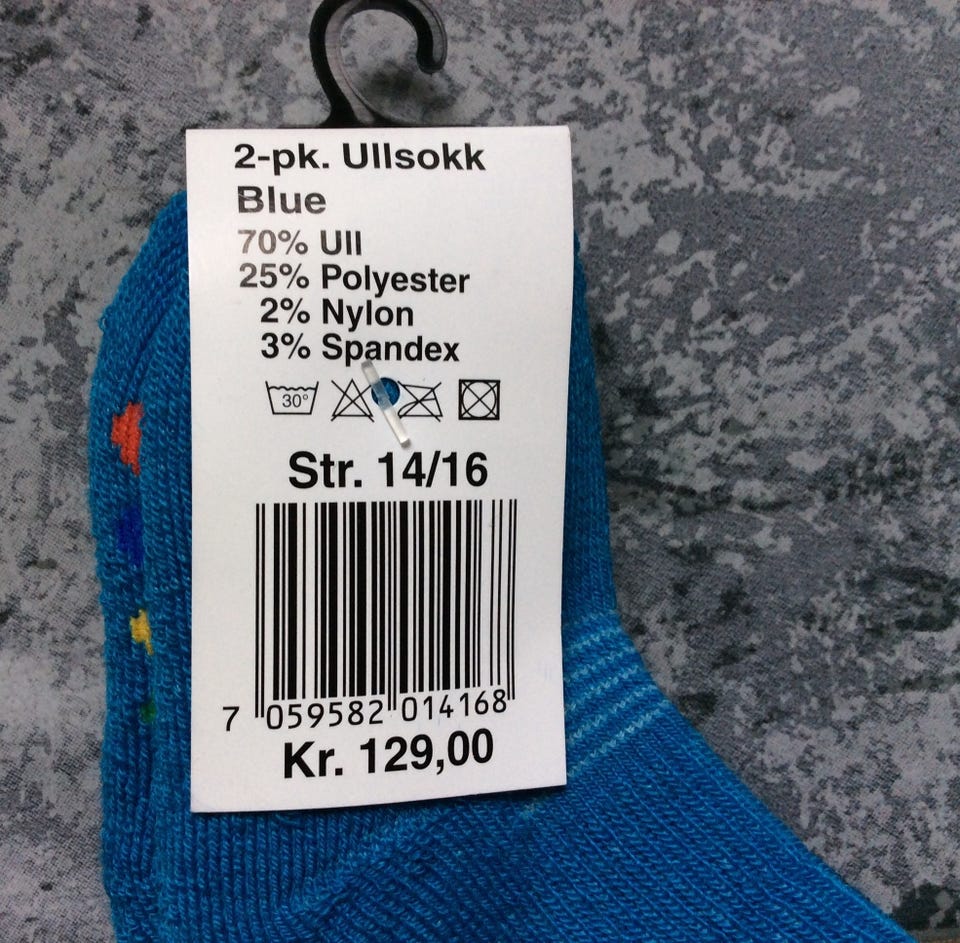 2-pk. Ullsokk
Blue
70% Ull
25% Polyester
2% Nylon
3% Spandex
30°
Str. 14/16
7 059582 014168
Kr. 129,00